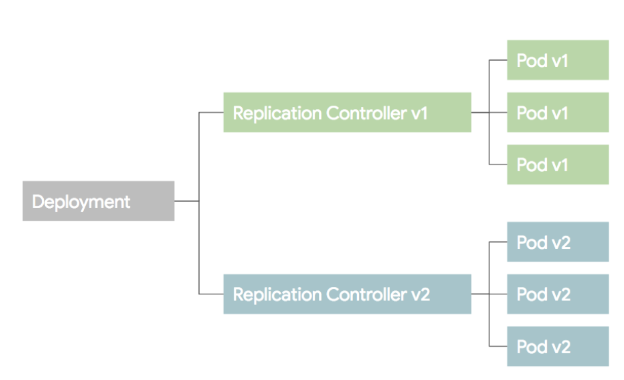 Deployment
Replication Controller v1
Pod v1
Pod v1
Pod v1
Replication Controller v2
Pod v2
Pod v2
Pod v2